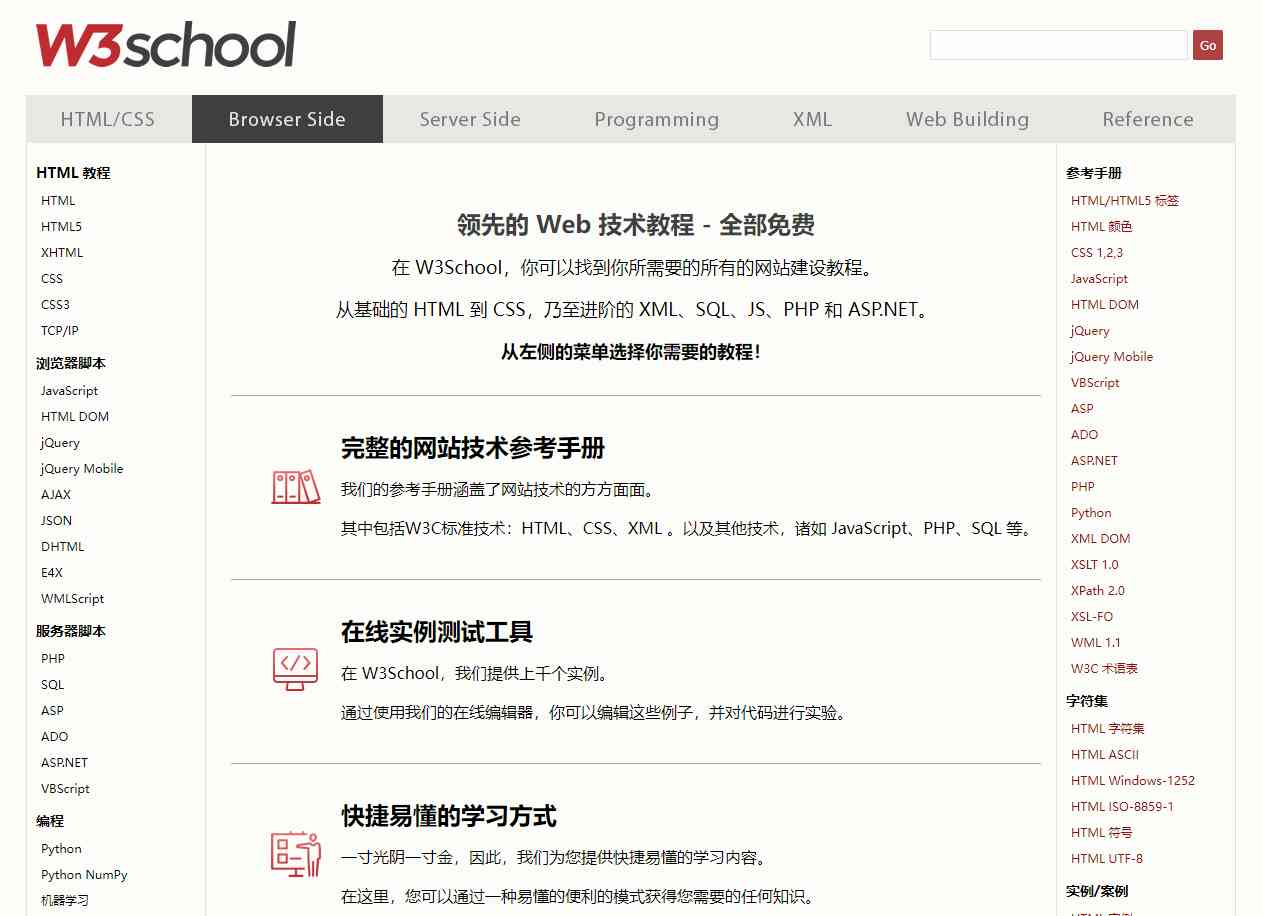 W3school
Go
HTML/CSS
Browser Side
Server Side
Programming
XML
Web Building
Reference
HTML 教程
HTML
HTML5
XHTML
CSS
CSS3
TCP/IP
浏览器脚本
JavaScript
HTML DOM
jQuery
jQuery Mobile
AJAX
JSON
DHTML
E4X
WMLScript
服务器脚本
PHP
SQL
ASP
ADO
ASP.NET
VBScript
编程
Python
Python NumPy
机器学习
领先的 Web 技术教程 - 全部免费
在 W3School，你可以找到你所需要的所有的网站建设教程。
从基础的 HTML 到 CSS，乃至进阶的 XML、SQL、JS、PHP 和 ASP.NET。
从左侧的菜单选择你需要的教程！
完整的网站技术参考手册
我们的参考手册涵盖了网站技术的方方面面。
其中包括W3C标准技术：HTML、CSS、XML 。以及其他技术，诸如 JavaScript、PHP、SQL 等。
在线实例测试工具
在 W3School，我们提供上千个实例。
通过使用我们的在线编辑器，你可以编辑这些例子，并对代码进行实验。
快捷易懂的学习方式
一寸光阴一寸金，因此，我们为您提供快捷易懂的学习内容。
在这里，您可以通过一种易懂的便利的模式获得您需要的任何知识。
参考手册
HTML/HTML5 标签
HTML 颜色
CSS 1,2,3
JavaScript
HTML DOM
jQuery
jQuery Mobile
VBScript
ASP
ADO
ASP.NET
PHP
Python
XML DOM
XSLT 1.0
XPath 2.0
XSL-FO
WML 1.1
W3C 术语表
字符集
HTML 字符集
HTML ASCII
HTML Windows-1252
HTML ISO-8859-1
HTML 符号
HTML UTF-8
实例/案例